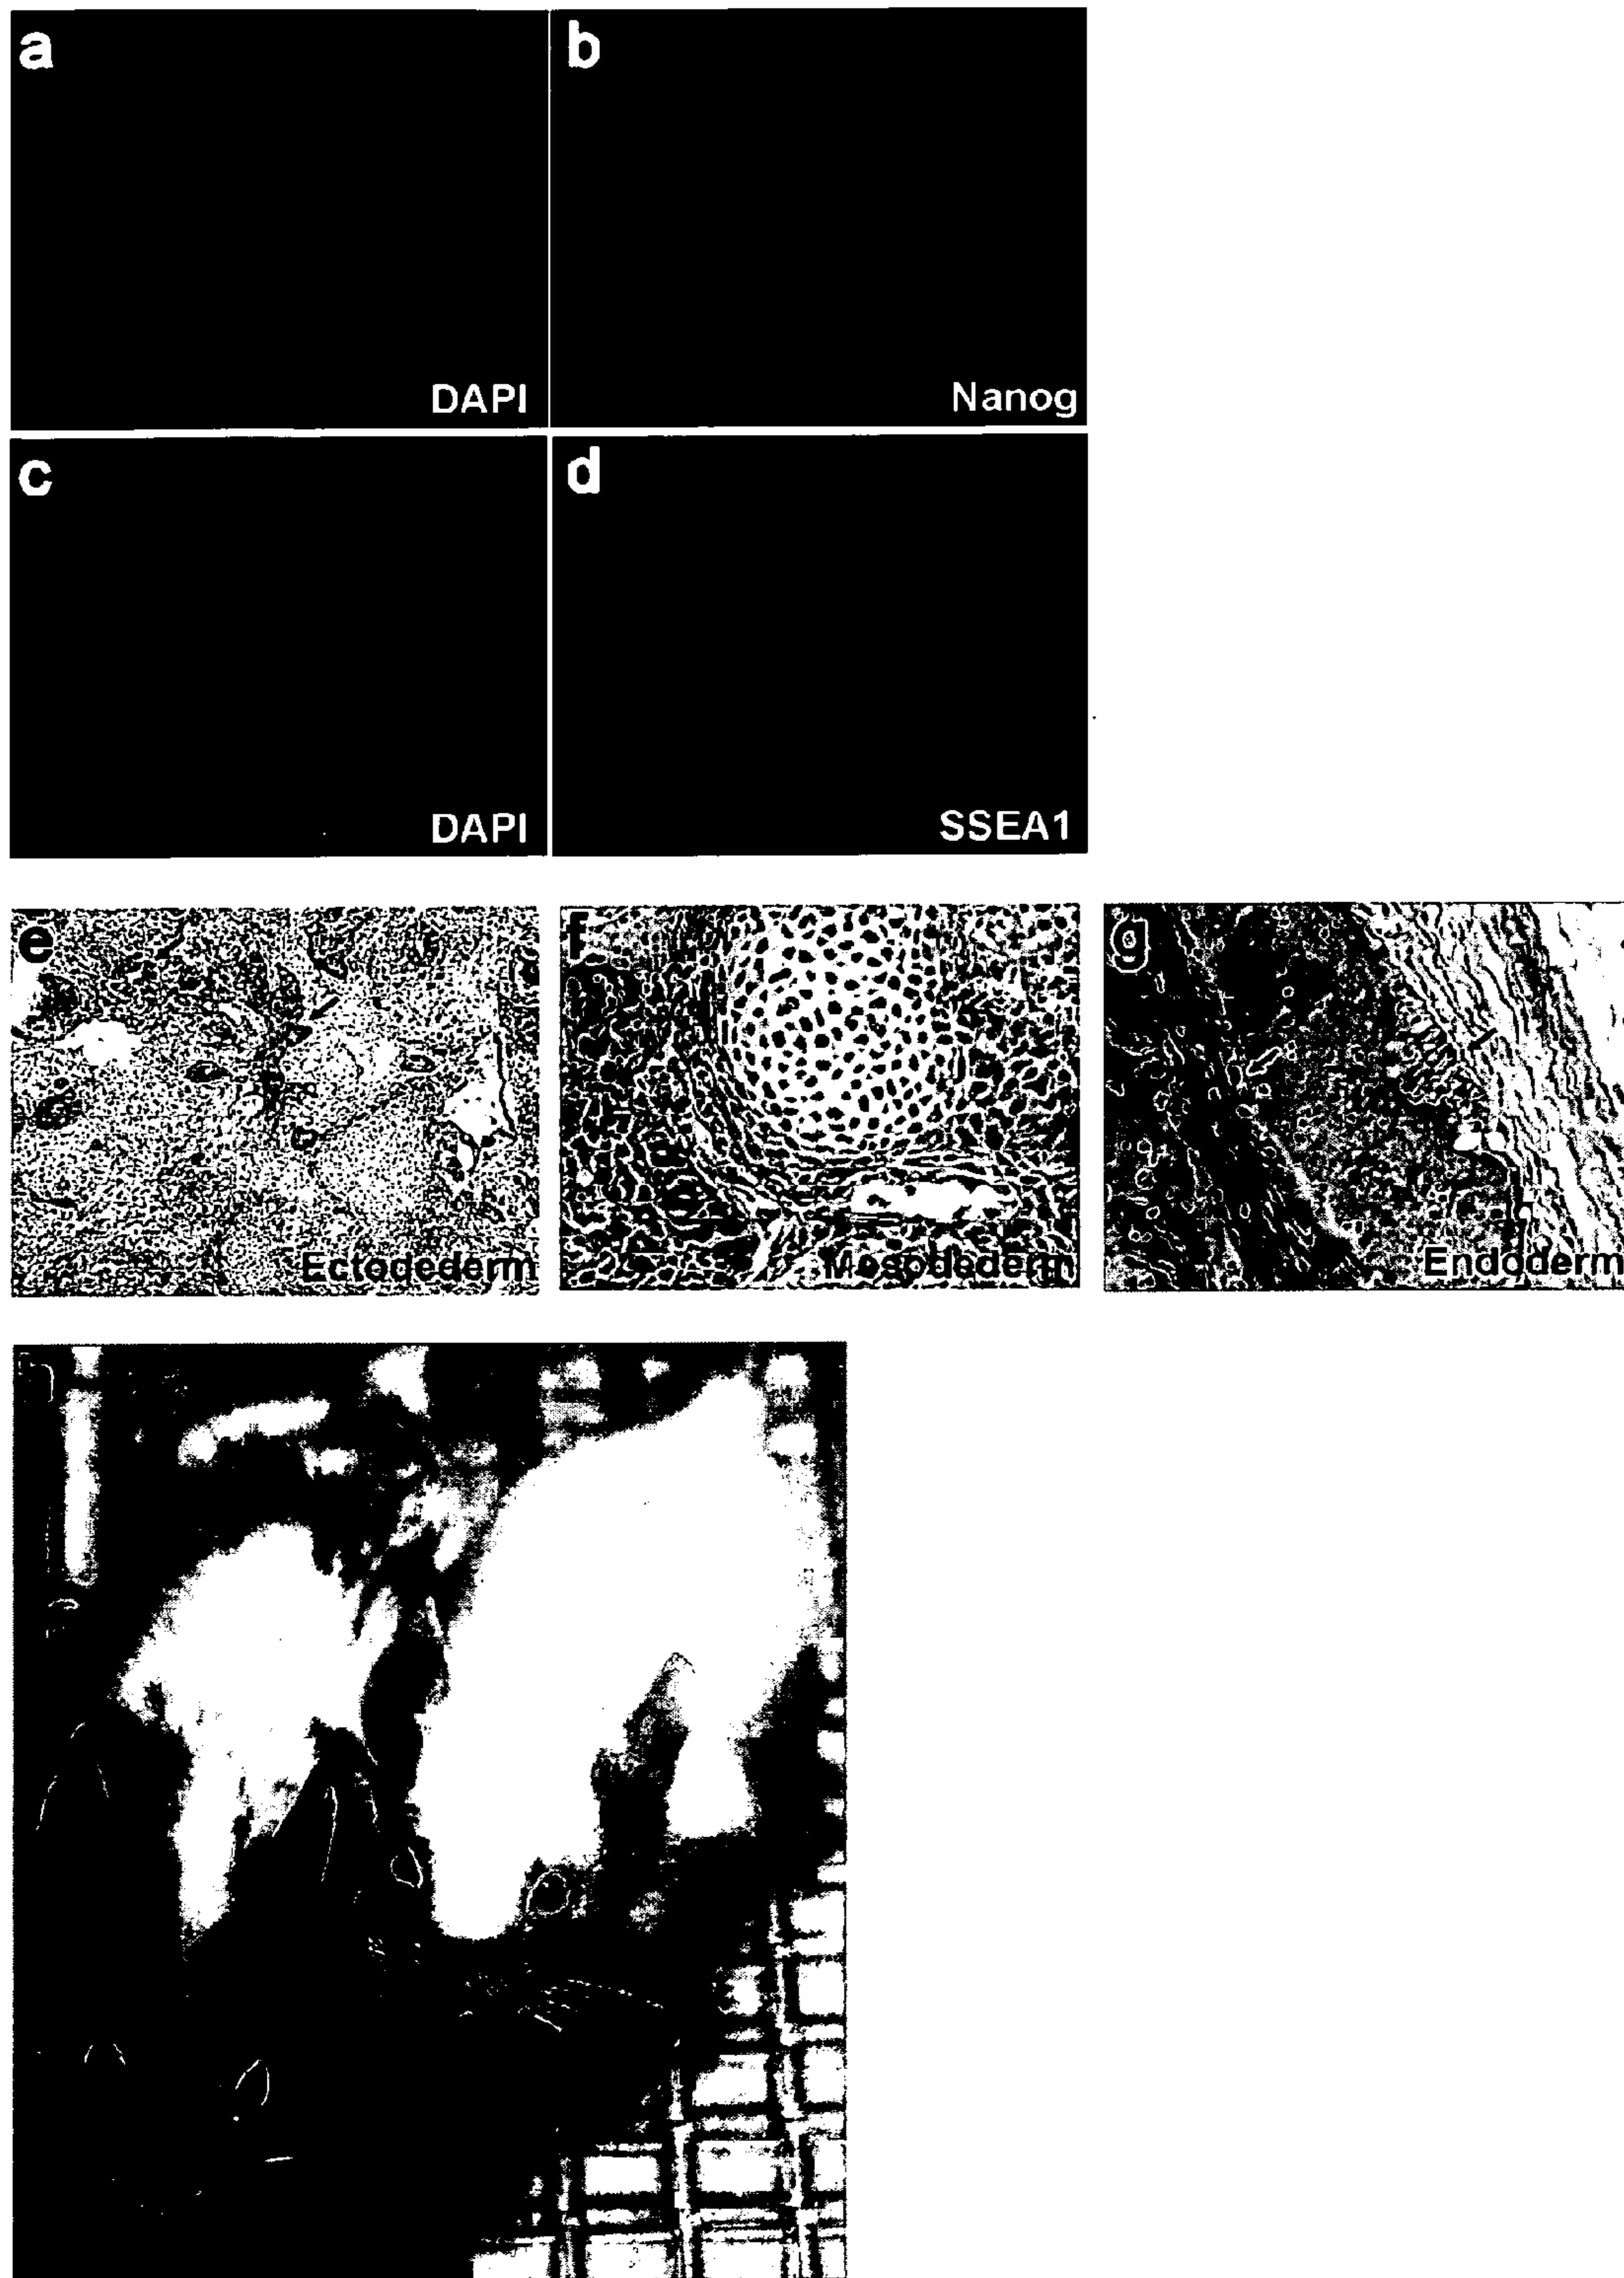 a
b
DAPI
Nanog
c
d
DAPI
SSEA1
e
f
g
Ectodederm
Mesodederm
Endoderm